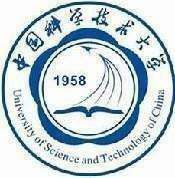 中国科学技术大学
1958
University of Science and Technology of China